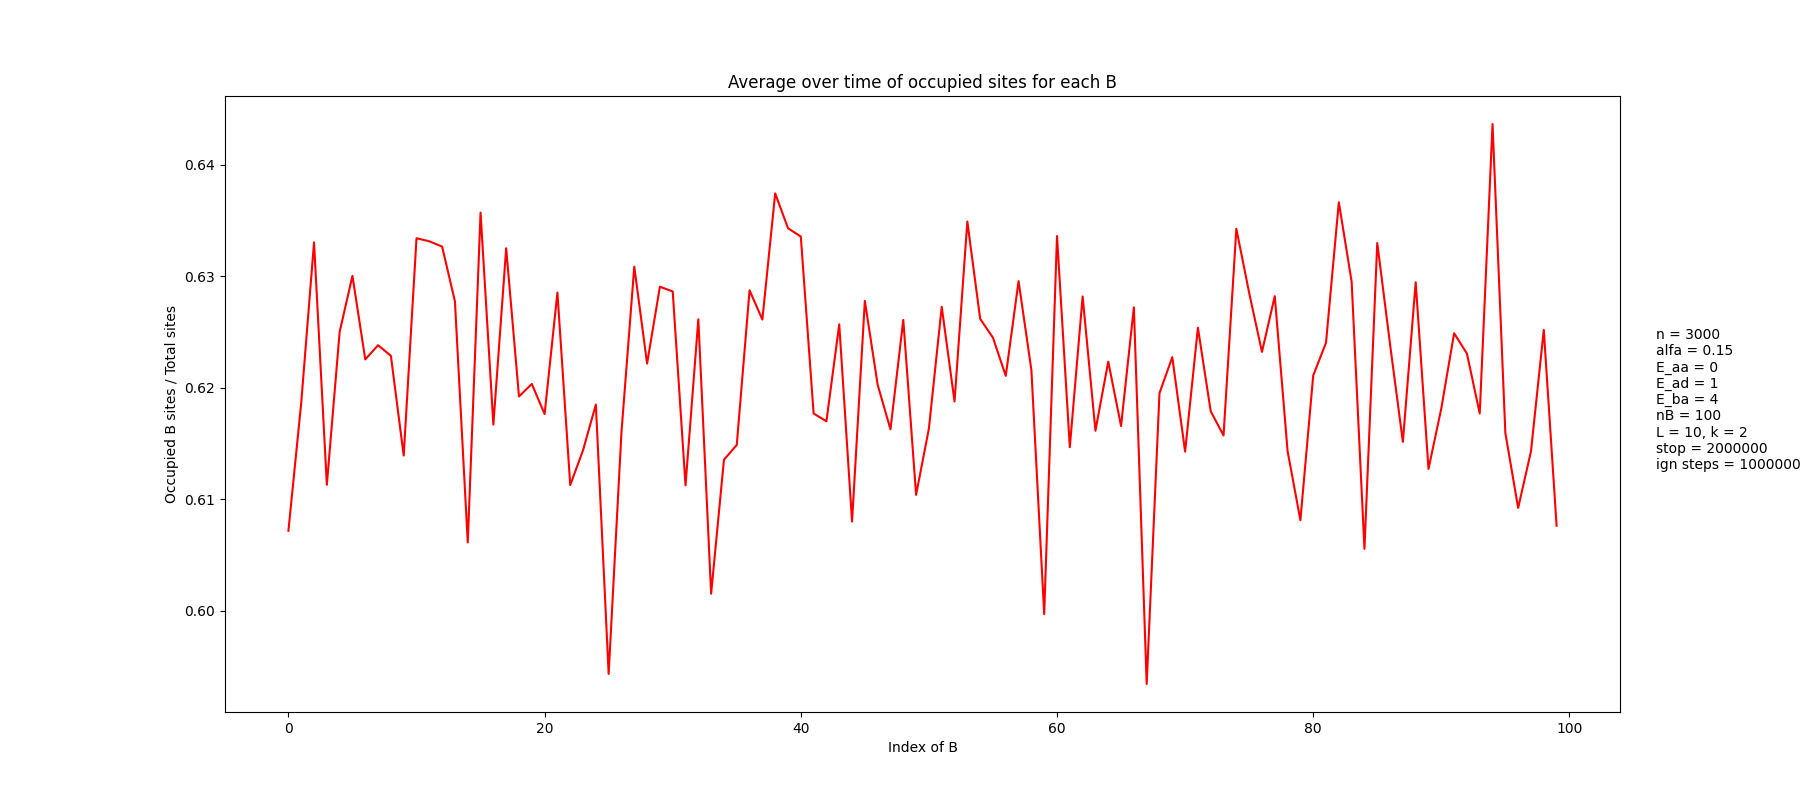 Average over time of occupied sites for each B
Occupied B sites / Total sites
0.64
0.63
0.62
0.61
0.60
0
20
40
60
80
100
Index of B
n = 3000
alfa = 0.15
E_aa = 0
E_ad = 1
E_ba = 4
nB = 100
L = 10, k = 2
stop = 2000000
ign steps = 1000000